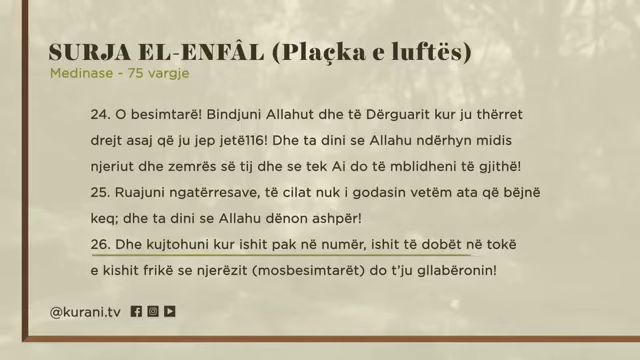 SURJA EL-ENFÂL (Plaçka e luftës)
Medinase - 75 vargje
24. O besimtarë! Bindjuni Allahut dhe të Dërguarit kur ju thërret
drejt asaj që ju jep jetë116! Dhe ta dini se Allahu ndërhyn midis
njeriut dhe zemrës së tij dhe se tek Ai do të mblidheni të gjithë!
25. Ruajuni ngatërresave, të cilat nuk i godasin vetëm ata që bëjnë
keq; dhe ta dini se Allahu dënon ashpër!
26. Dhe kujtohuni kur ishit pak në numër, ishit të dobët në tokë
e kishit frikë se njerëzit (mosbesimtarët) do t'ju gllabëronin!
@kurani.tv